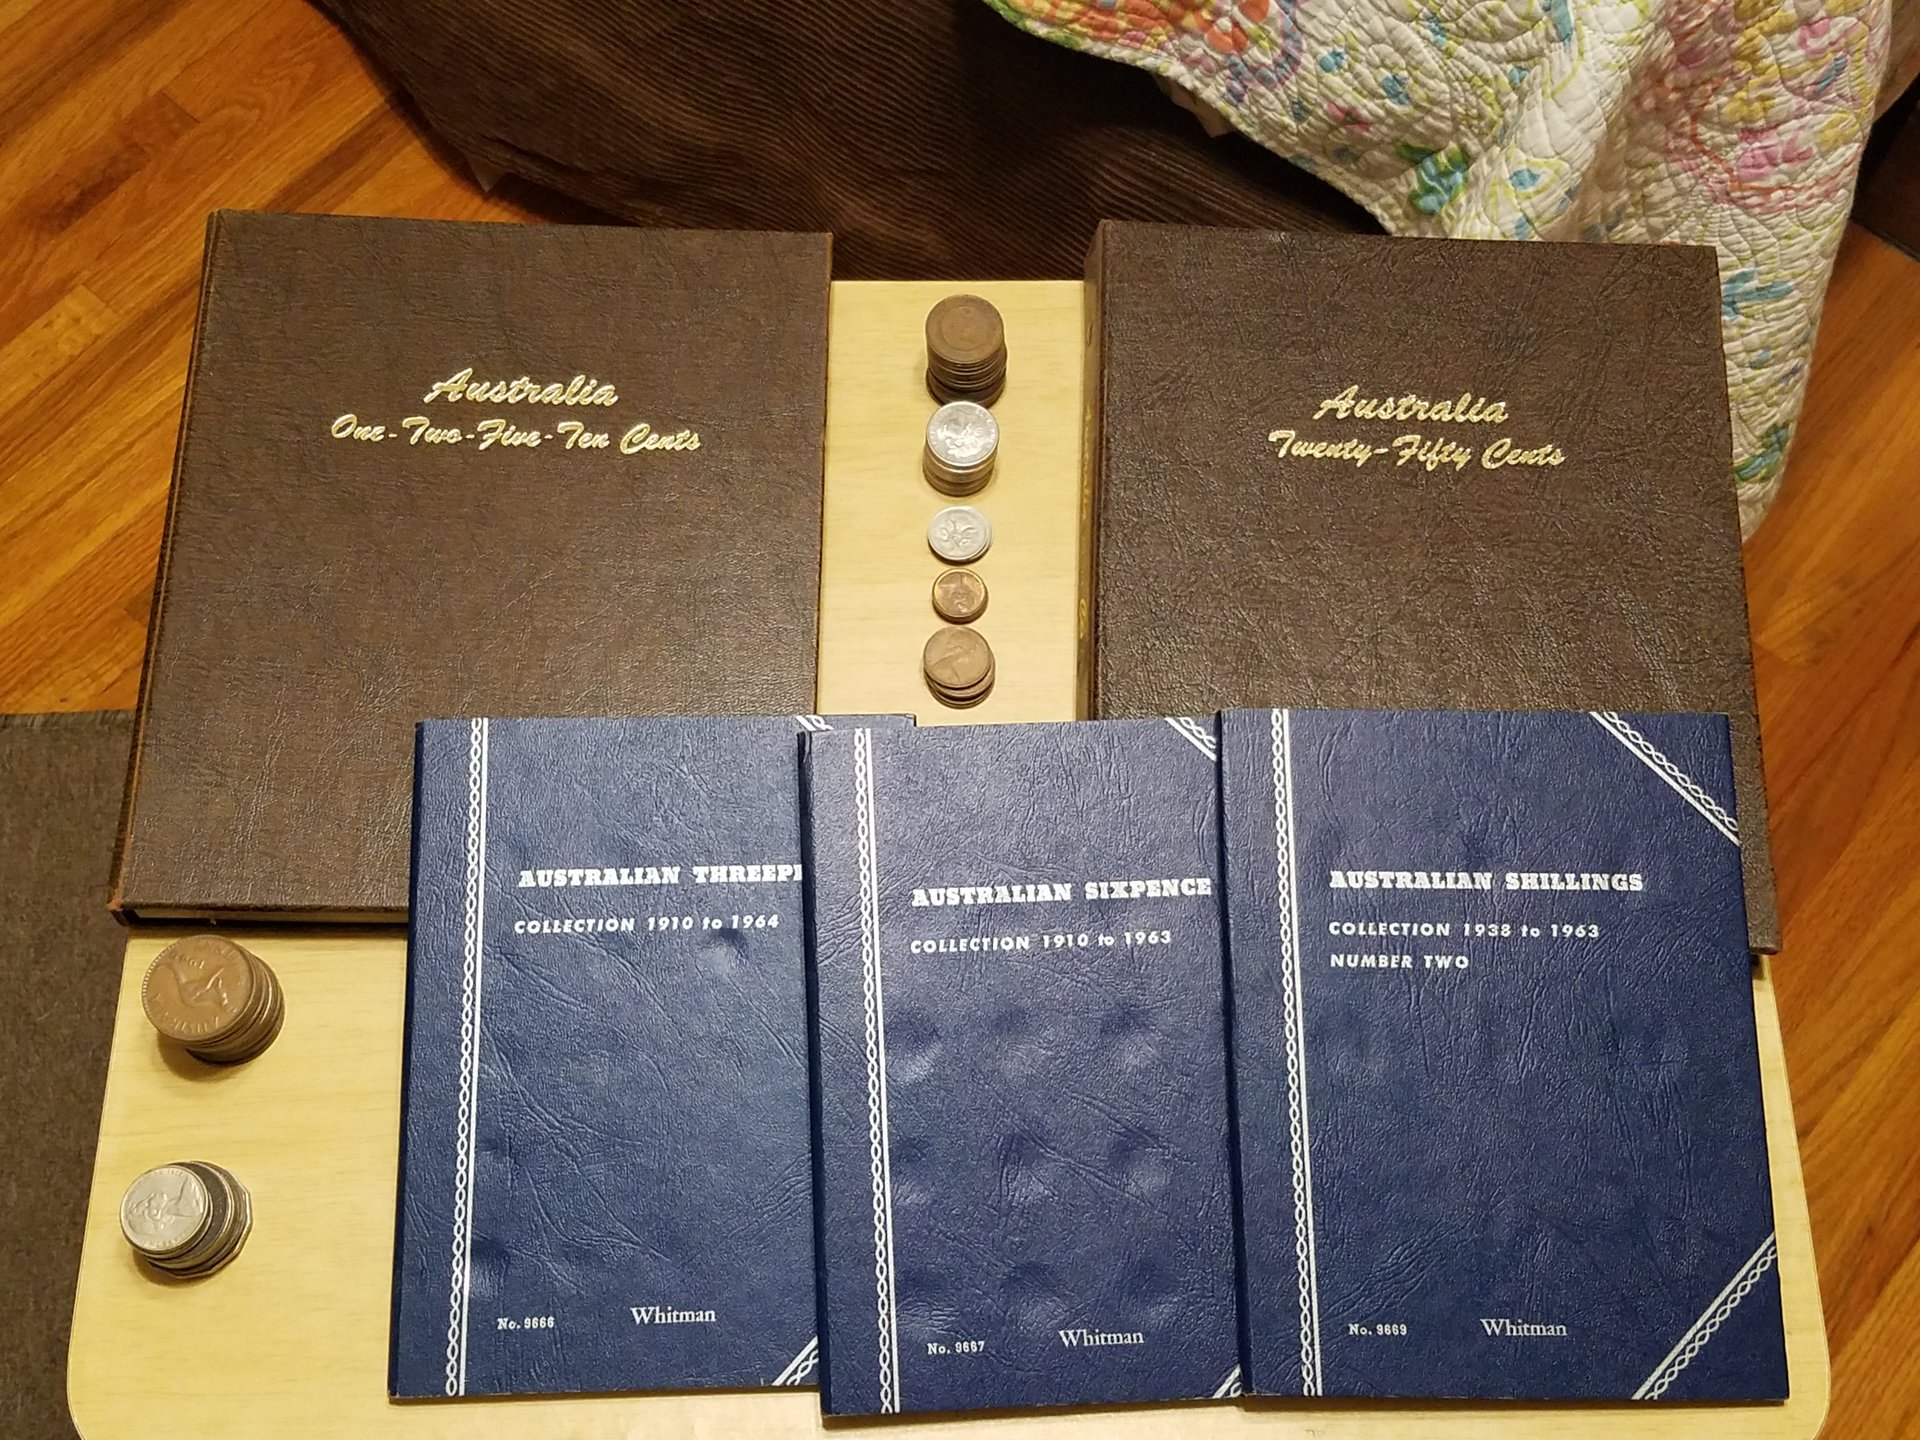 Australia
One-Two-Five-Ten Cents
Australia
Twenty-Fifty Cents
AUSTRALIAN THREEPE
COLLECTION 1910 to 1964
No. 9666
Whitman
AUSTRALIAN SIXPENCE
COLLECTION 1910 to 1963
No. 9667
Whitman
AUSTRALIAN SHILLINGS
COLLECTION 1938 to 1963
NUMBER TWO
No. 9669
Whitman
PENNY